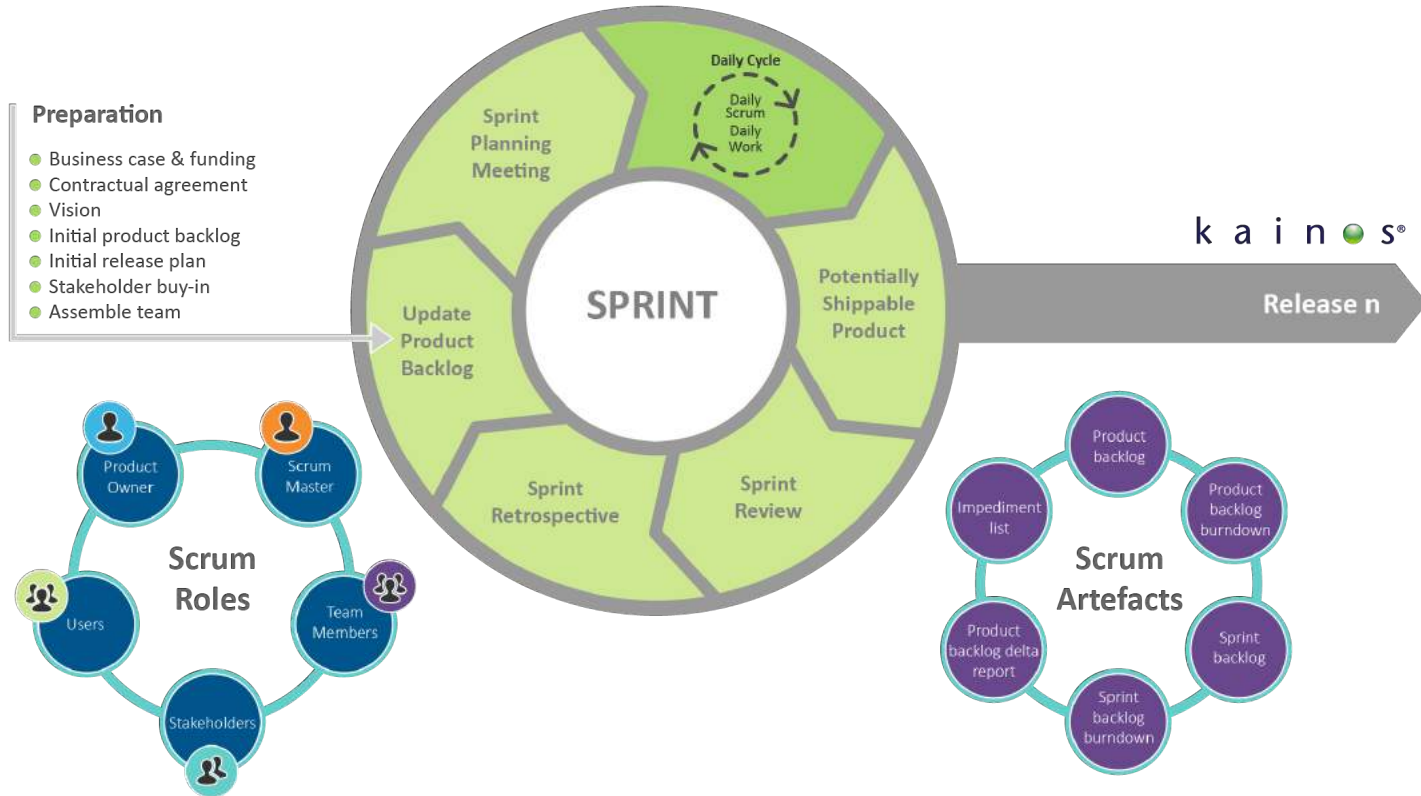 Preparation
Business case & funding
Contractual agreement
Vision
Initial product backlog
Initial release plan
Stakeholder buy-in
Assemble team
Sprint
Planning
Meeting
Daily Cycle
Daily
Scrum
Daily
Work
Potentially
Shippable
Product
Sprint
Review
Sprint
Retrospective
Update
Product
Backlog
SPRINT
kainos®
Release n
Scrum
Roles
Product
Owner
Scrum
Master
Team
Members
Stakeholders
Users
Scrum
Artefacts
Product
backlog
Product
backlog
burndown
Sprint
backlog
Sprint
backlog
burndown
Product
backlog delta
report
Impediment
list